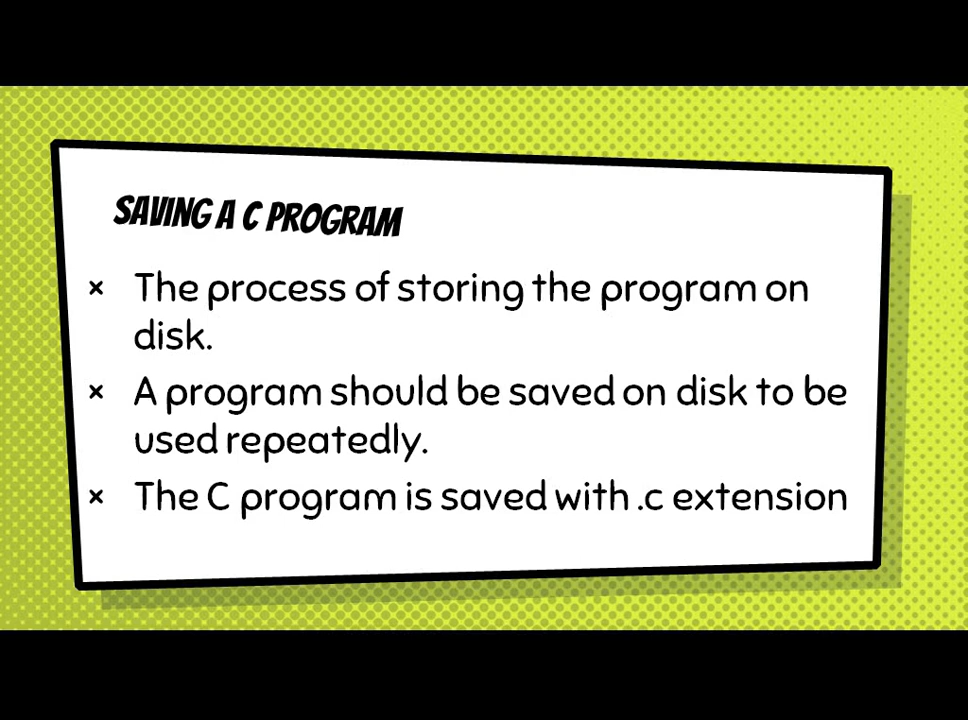 SAVING A C PROGRAM
× The process of storing the program on
disk.
× A program should be saved on disk to be
used repeatedly.
× The C program is saved with .c extension